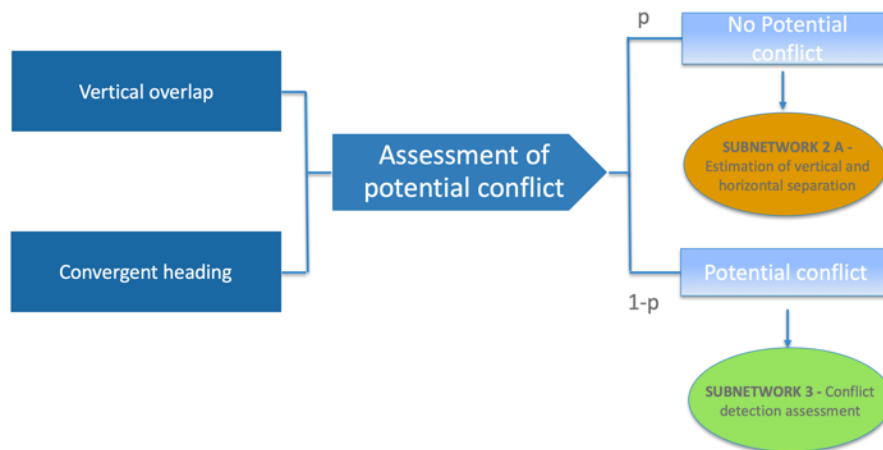 p
No Potential
conflict
Vertical overlap
SUBNETWORK 2 A -
Estimation of vertical and
horizontal separation
Assessment of
potential conflict
Convergent heading
Potential conflict
1-p
SUBNETWORK 3 - Conflict
detection assessment